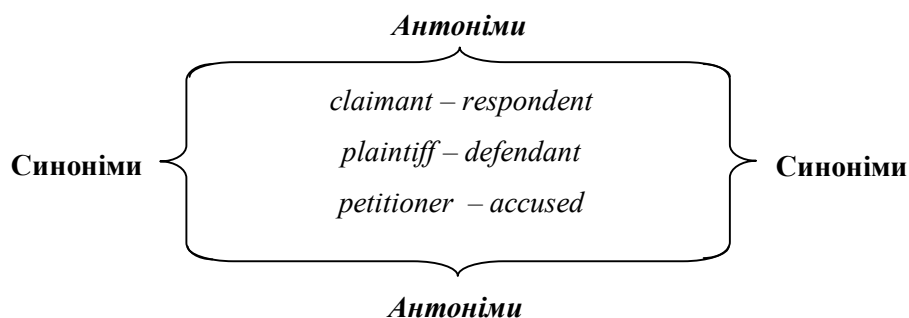 Антоніми
claimant – respondent
plaintiff – defendant
Синоніми
Синоніми
petitioner – accused
Антоніми